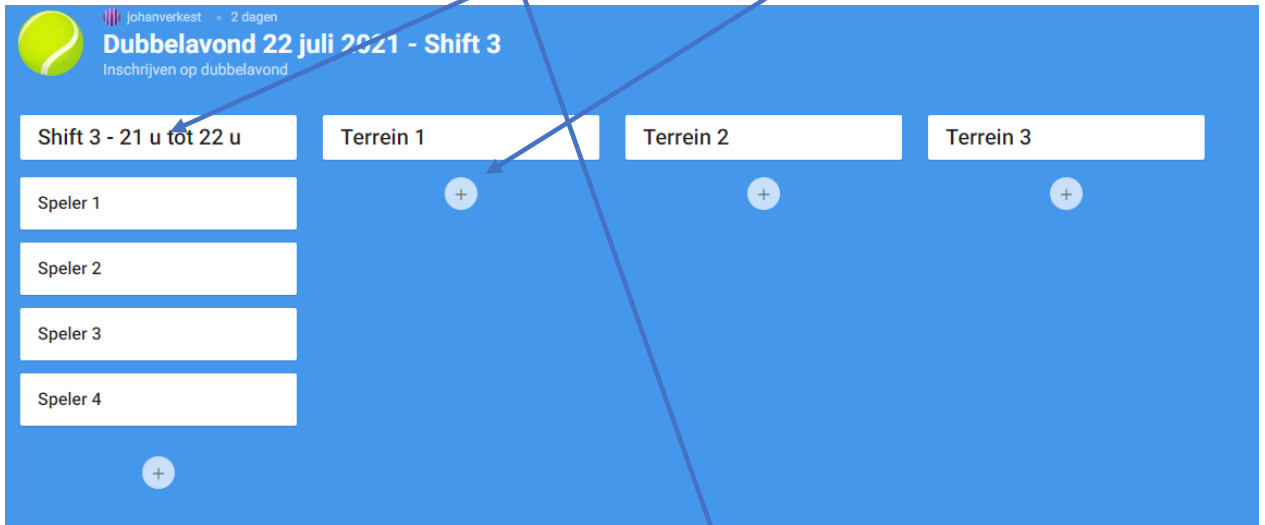 johanverkest • 2 dagen
Dubbelavond 22 juli 2021 - Shift 3
Inschrijven op dubbelavond
Shift 3 - 21 u tot 22 u
Terrein 1
Terrein 2
Terrein 3
Speler 1
+
+
+
Speler 2
Speler 3
Speler 4
+